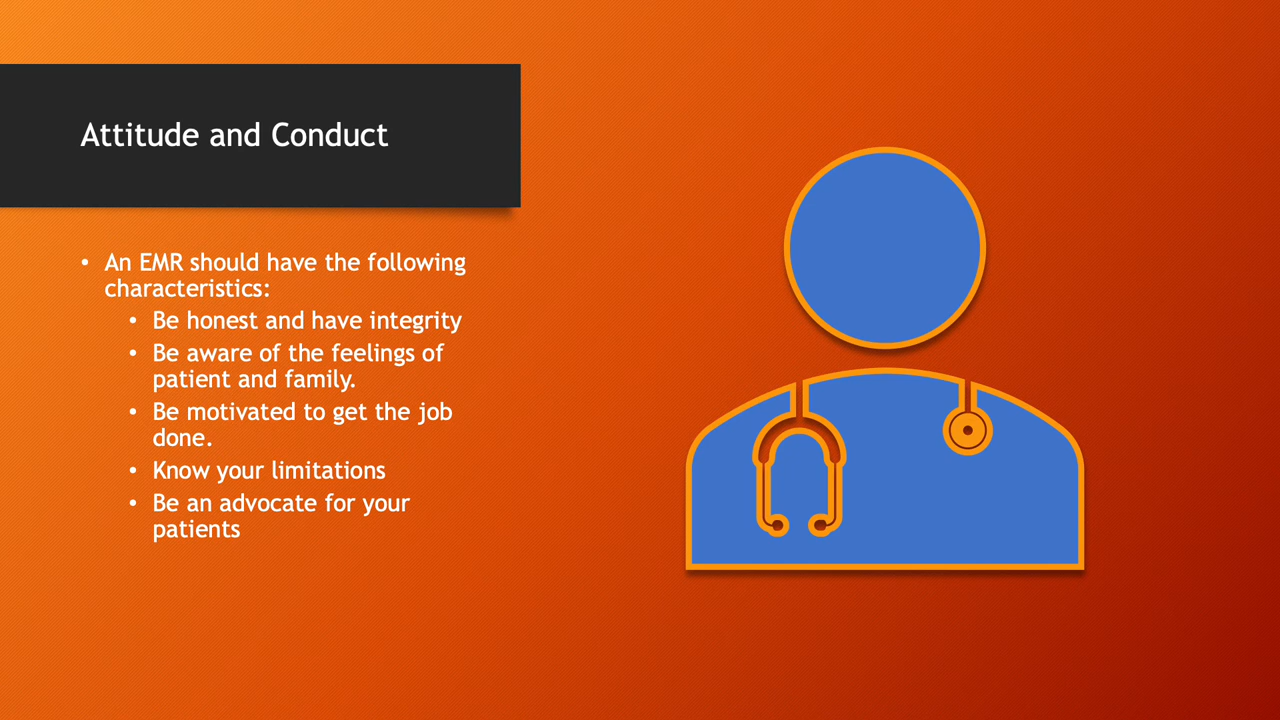 Attitude and Conduct
• An EMR should have the following
characteristics:
• Be honest and have integrity
• Be aware of the feelings of
patient and family.
• Be motivated to get the job
done.
• Know your limitations
• Be an advocate for your
patients